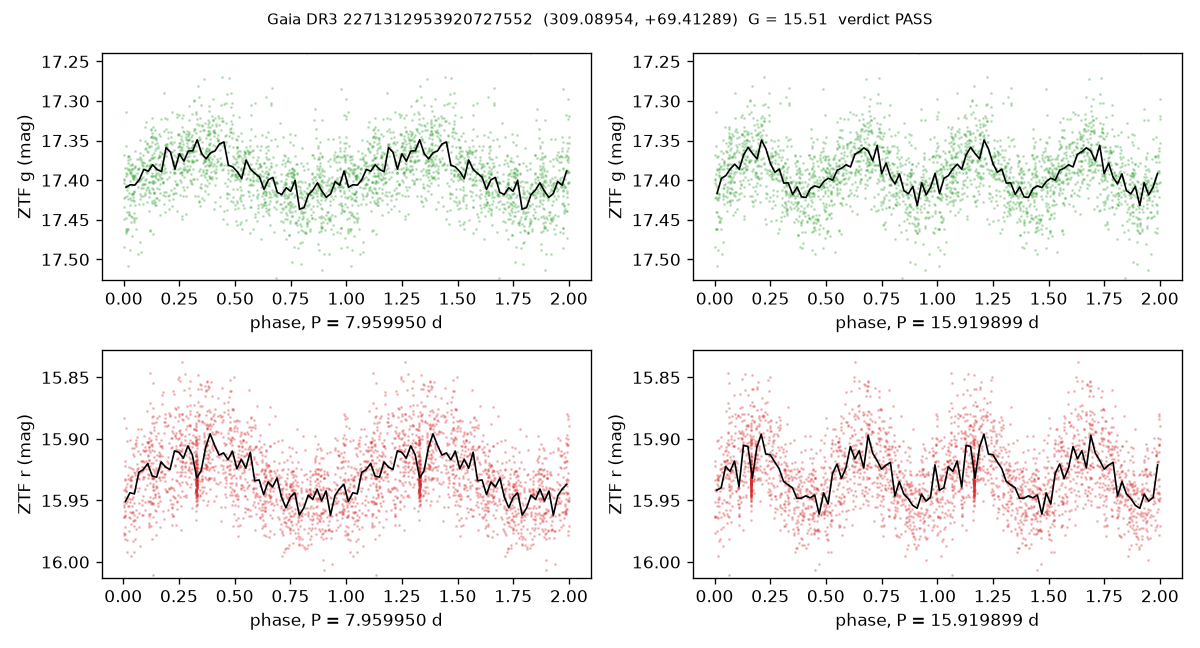 Gaia DR3 2271312953920727552 (309.08954, +69.41289) G = 15.51 verdict PASS
ZTF g (mag)
17.25
17.30
17.35
17.40
17.45
17.50
0.00 0.25 0.50 0.75 1.00 1.25 1.50 1.75 2.00
phase, P = 7.959950 d
ZTF g (mag)
17.25
17.30
17.35
17.40
17.45
17.50
0.00 0.25 0.50 0.75 1.00 1.25 1.50 1.75 2.00
phase, P = 15.919899 d
ZTF r (mag)
15.85
15.90
15.95
16.00
0.00 0.25 0.50 0.75 1.00 1.25 1.50 1.75 2.00
phase, P = 7.959950 d
ZTF r (mag)
15.85
15.90
15.95
16.00
0.00 0.25 0.50 0.75 1.00 1.25 1.50 1.75 2.00
phase, P = 15.919899 d